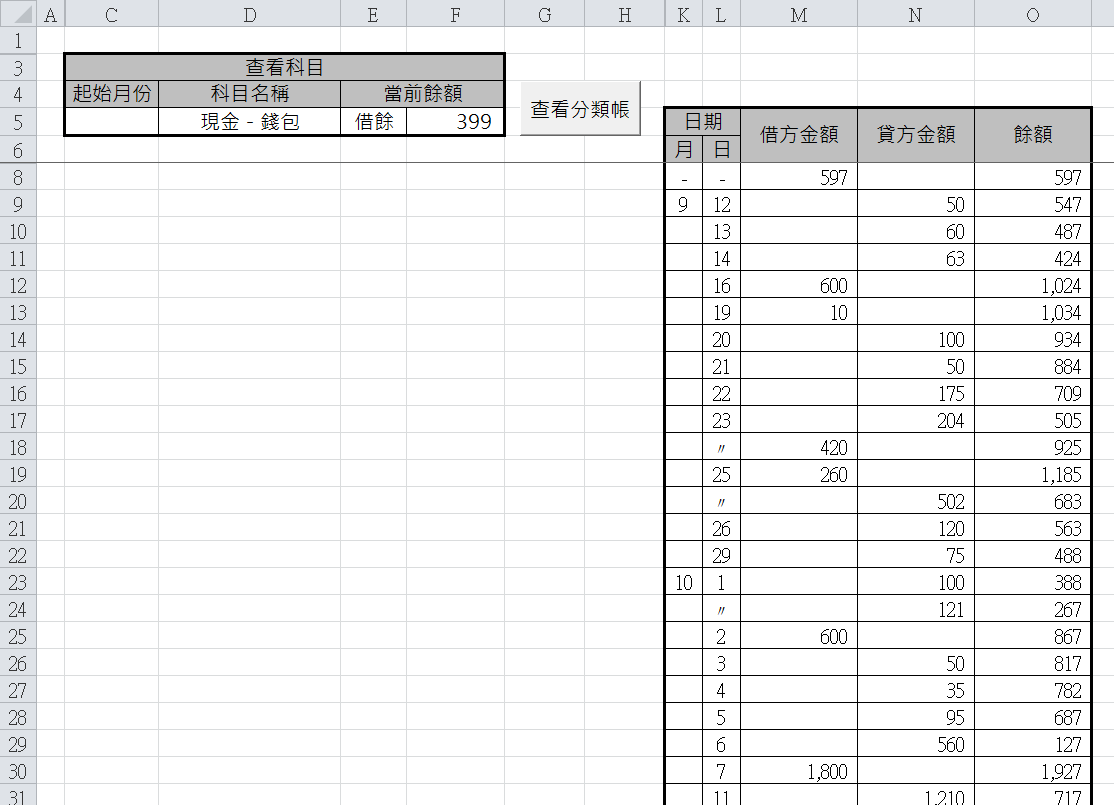 A C D E F G H K L M N O
1
3 查看科目
4 起始月份 科目名稱 當前餘額 查看分類帳
5 現金 - 錢包 借餘 399 日期 借方金額 貸方金額 餘額
6 月 日
8 - - 597 597
9 9 12 50 547
10 13 60 487
11 14 63 424
12 16 600 1,024
13 19 10 1,034
14 20 100 934
15 21 50 884
16 22 175 709
17 23 204 505
18 〃 420 925
19 25 260 1,185
20 〃 502 683
21 26 120 563
22 29 75 488
23 10 1 100 388
24 〃 121 267
25 2 600 867
26 3 50 817
27 4 35 782
28 5 95 687
29 6 560 127
30 7 1,800 1,927
31 11 1,210 717